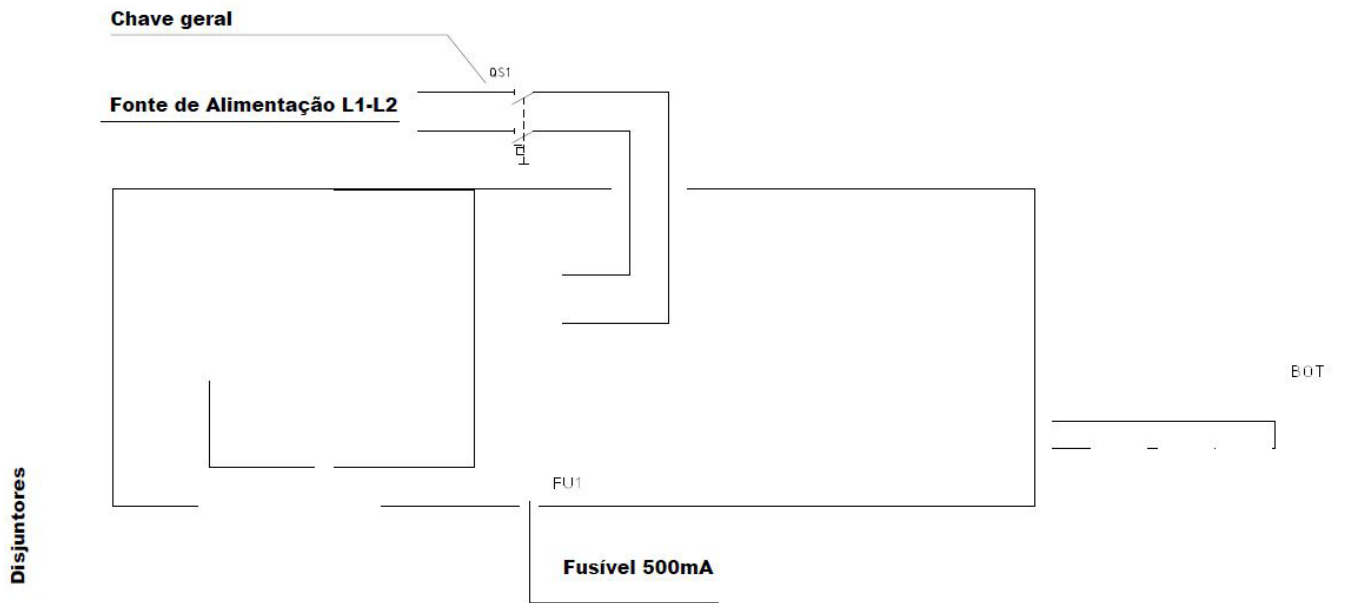 Chave geral
QS1
Fonte de Alimentação L1-L2
BOT
FU1
Disjuntores
Fusível 500mA